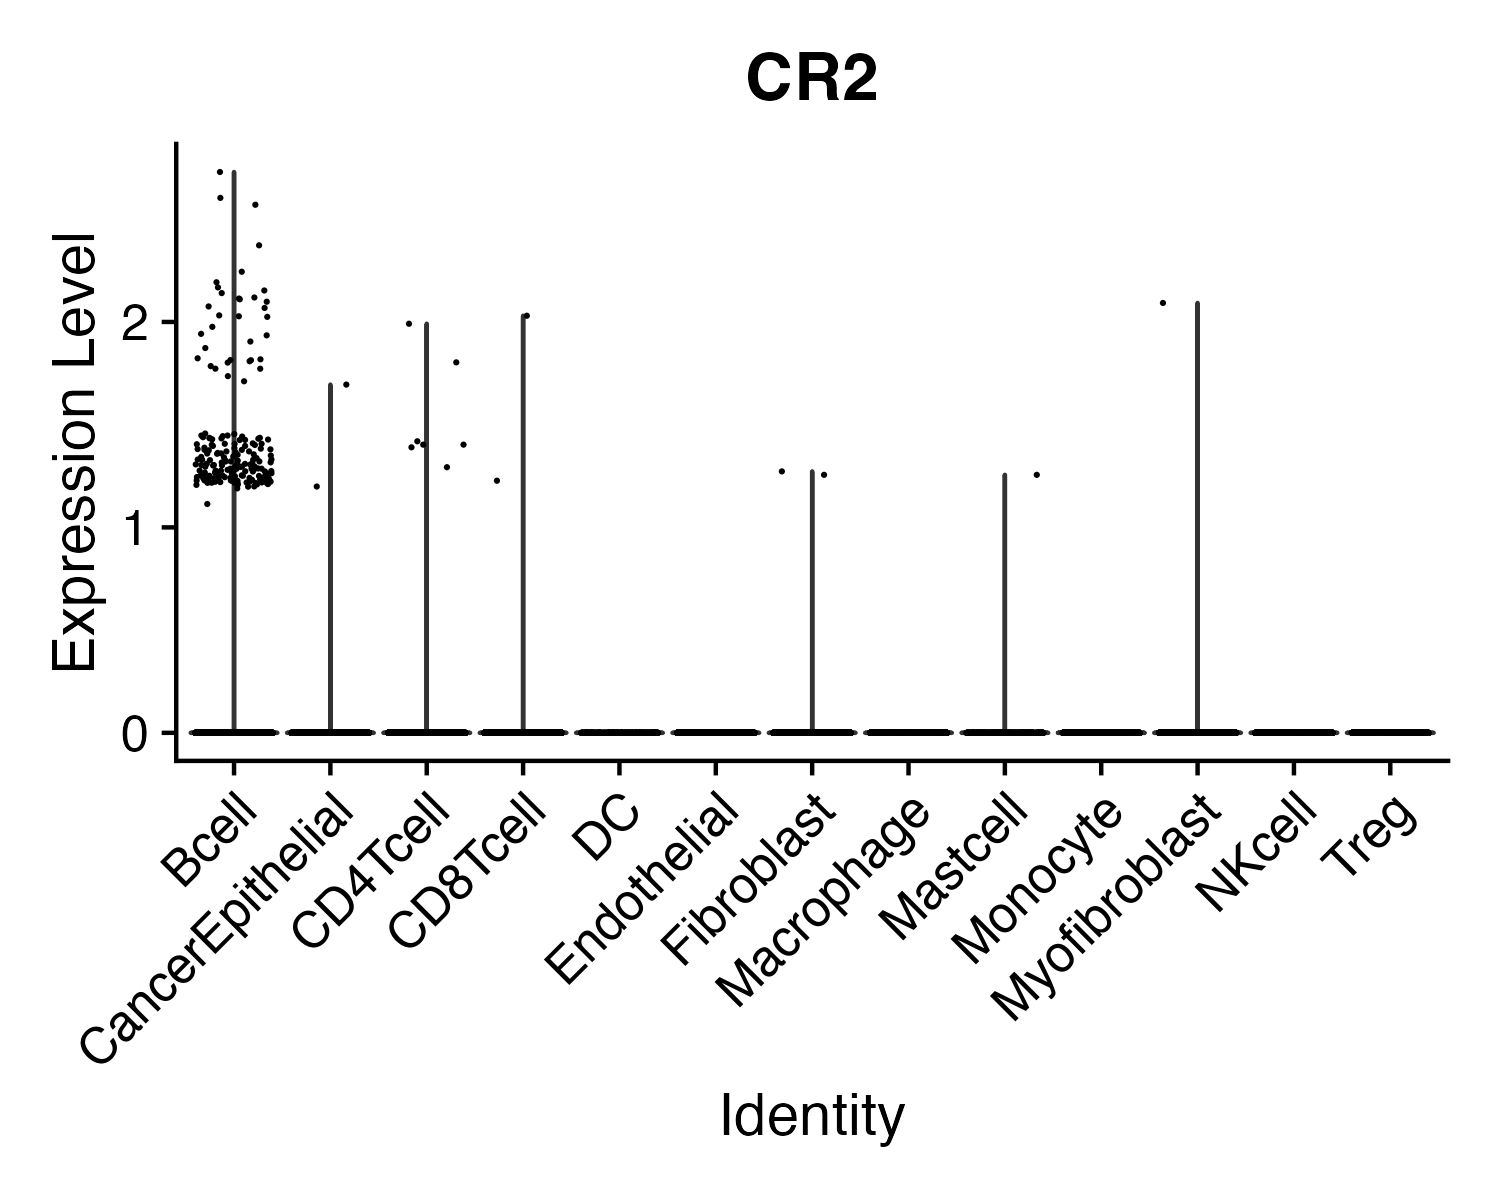 CR2
Expression Level
2
1
0
Bcell
CancerEpithelial
CD4Tcell
CD8Tcell
DC
Endothelial
Fibroblast
Macrophage
Mastcell
Monocyte
Myofibroblast
NKcell
Treg
Identity